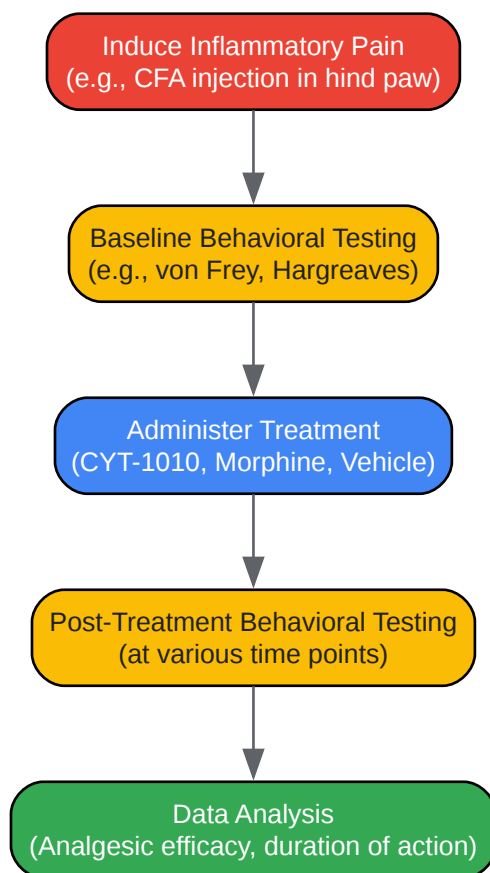 Induce Inflammatory Pain
(e.g., CFA injection in hind paw)
Baseline Behavioral Testing
(e.g., von Frey, Hargreaves)
Administer Treatment
(CYT-1010, Morphine, Vehicle)
Post-Treatment Behavioral Testing
(at various time points)
Data Analysis
(Analgesic efficacy, duration of action)